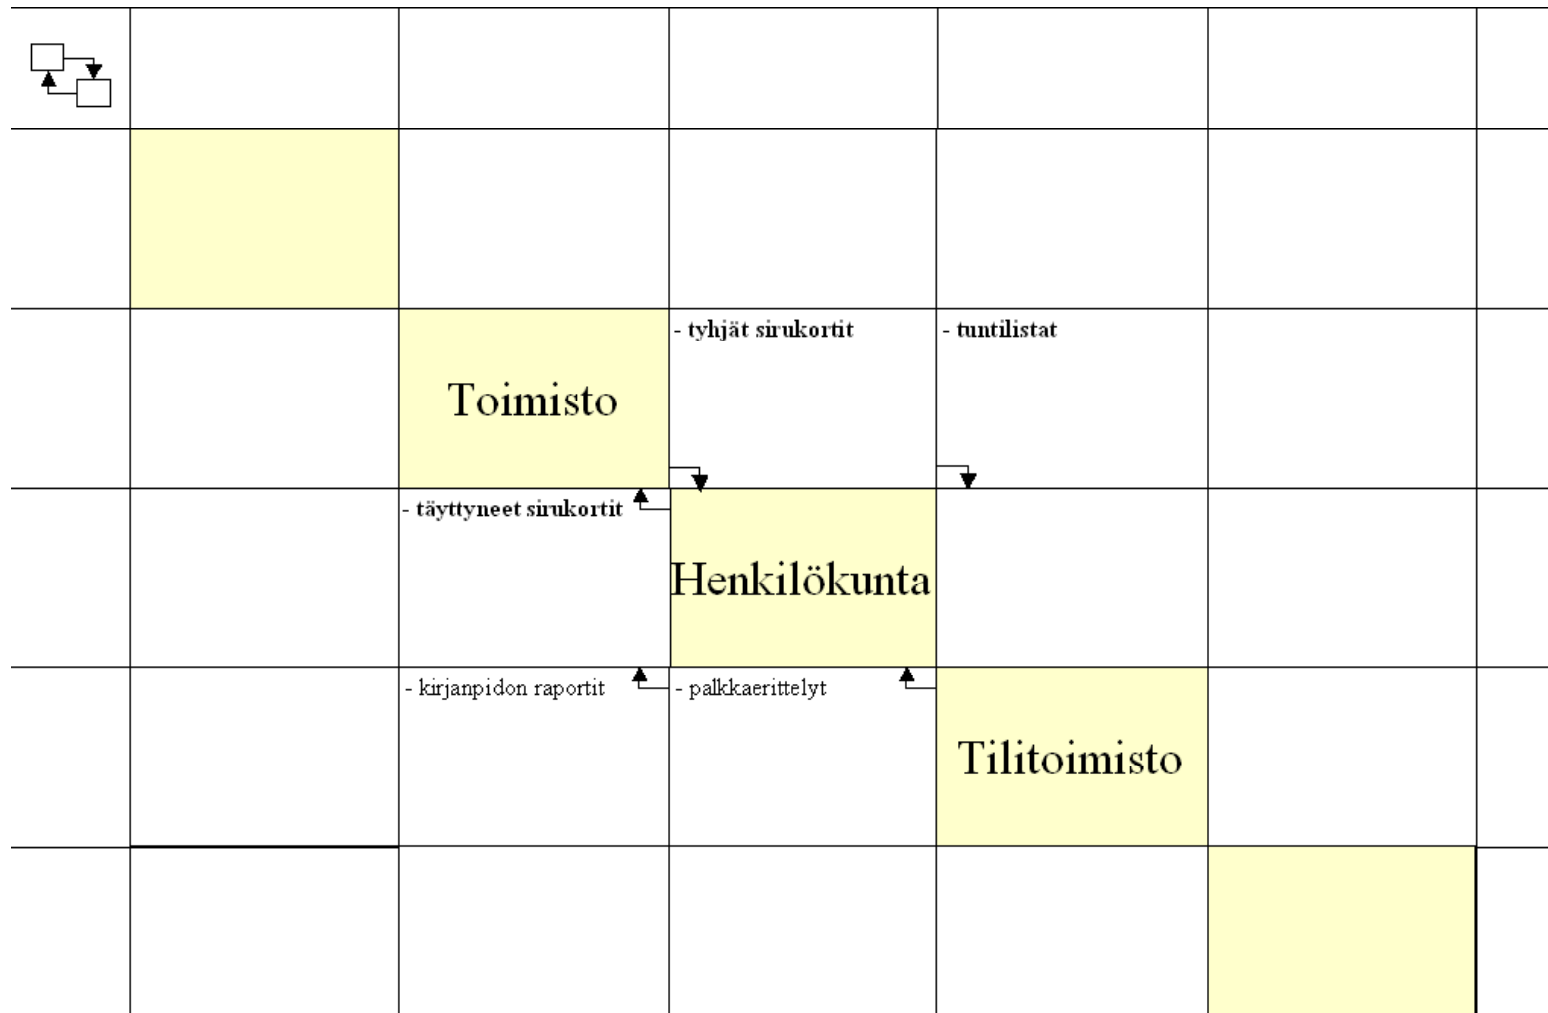 - tyhjät sirukortit
- tuntilistat
Toimisto
- täyttyneet sirukortit
Henkilökunta
- kirjanpidon raportit
- palkkaerittelyt
Tilitoimisto